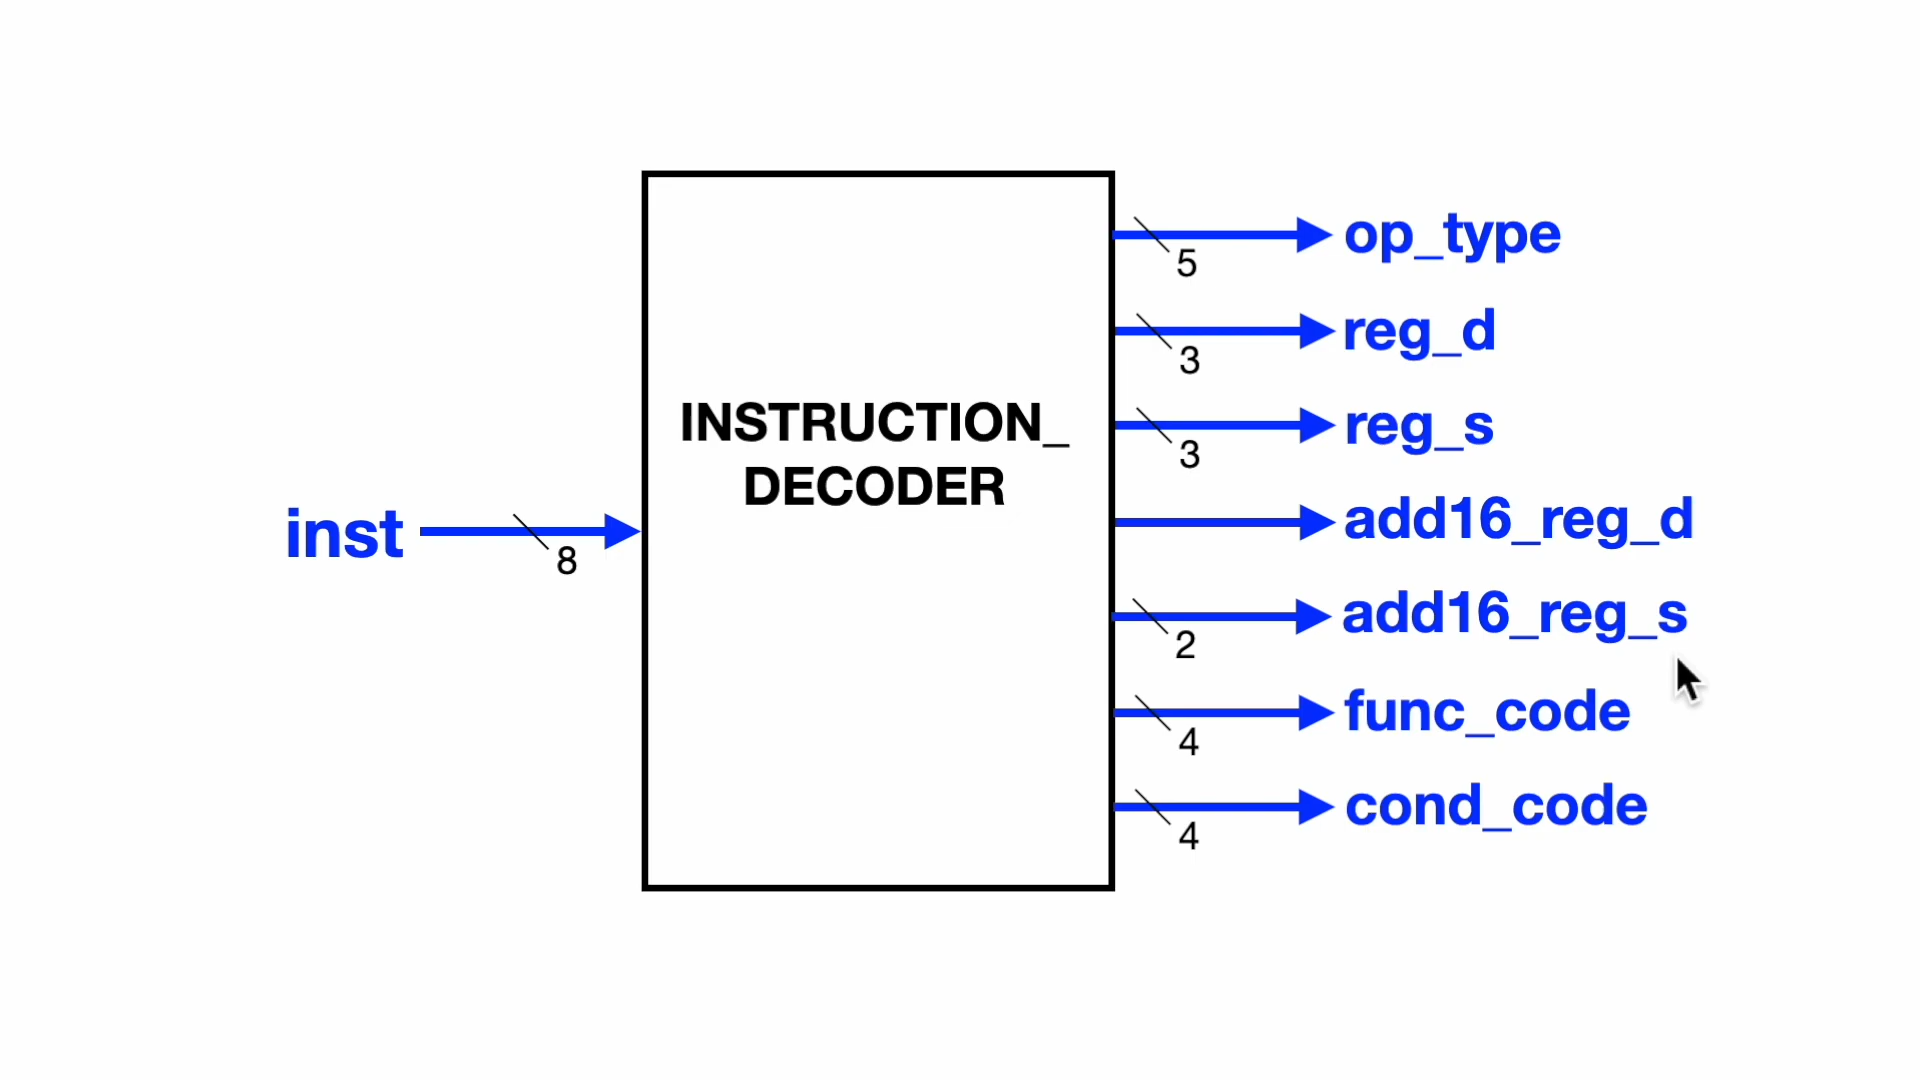 INSTRUCTION_
DECODER
inst
8
op_type
5
reg_d
3
reg_s
3
add16_reg_d
add16_reg_s
2
func_code
4
cond_code
4